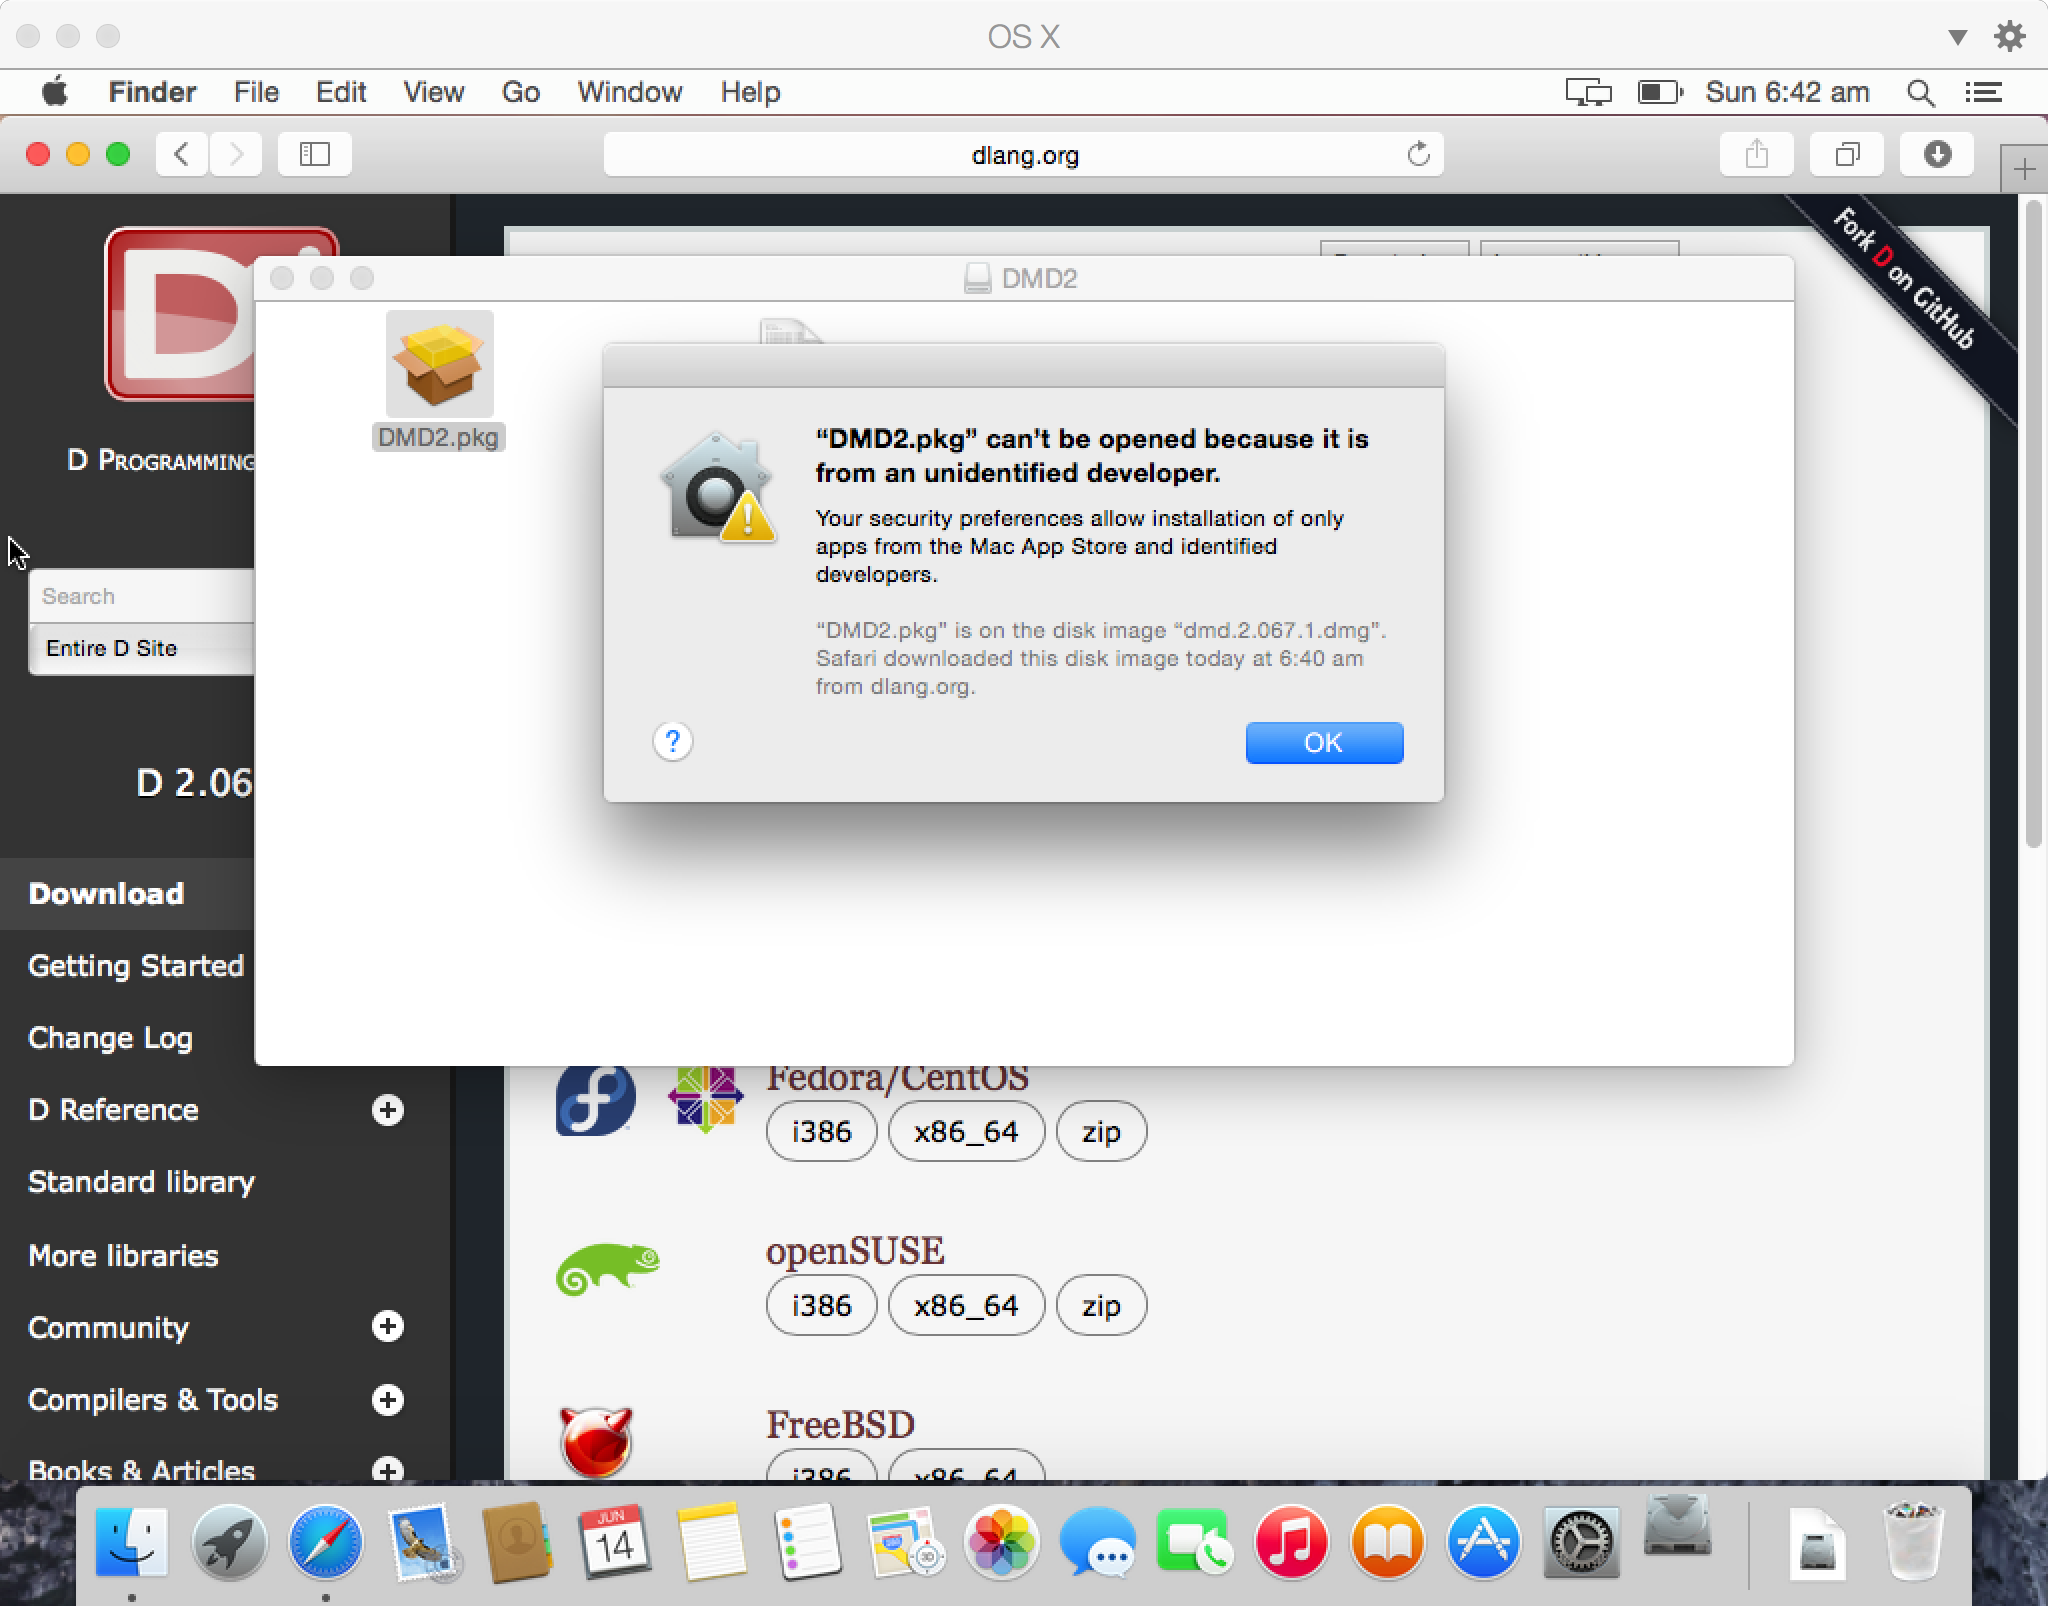 OS X
Finder File Edit View Go Window Help Sun 6:42 am
dlang.org
Fork D on GitHub
D
DMD2
DMD2.pkg
D PROGRAMMING
“DMD2.pkg” can't be opened because it is
from an unidentified developer.
Your security preferences allow installation of only
apps from the Mac App Store and identified
developers.
“DMD2.pkg” is on the disk image “dmd.2.067.1.dmg”.
Safari downloaded this disk image today at 6:40 am
from dlang.org.
? OK
Search
Entire D Site
D 2.06
Download
Getting Started
Change Log
D Reference
Standard library
More libraries
Community
Compilers & Tools
Books & Articles
Fedora/CentOS
i386 x86_64 zip
openSUSE
i386 x86_64 zip
FreeBSD
i386 x86_64
JUN
14